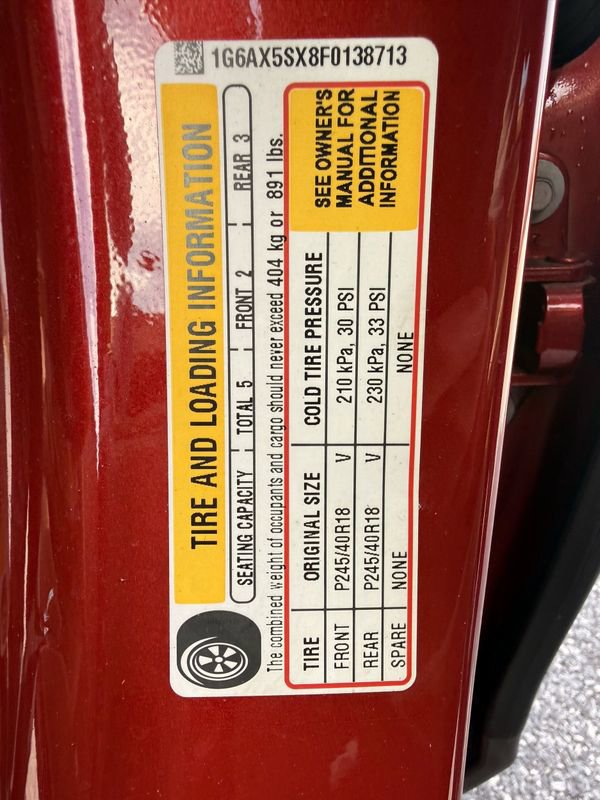 1G6AX5SX8F0138713
TIRE AND LOADING INFORMATION
SEATING CAPACITY TOTAL 5 FRONT 2 REAR 3
The combined weight of occupants and cargo should never exceed 404 kg or 891 lbs.
TIRE ORIGINAL SIZE COLD TIRE PRESSURE
FRONT P245/40R18 V 210 kPa, 30 PSI
REAR P245/40R18 V 230 kPa, 33 PSI
SPARE NONE NONE
SEE OWNER'S
MANUAL FOR
ADDITIONAL
INFORMATION